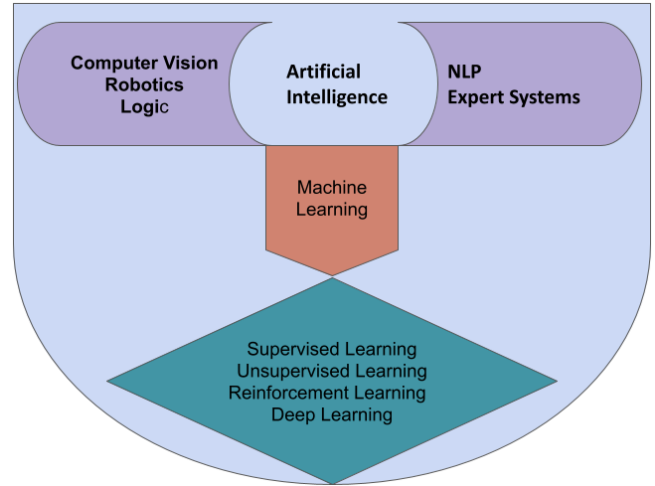 Computer Vision
Robotics
Logic
Artificial
Intelligence
NLP
Expert Systems
Machine
Learning
Supervised Learning
Unsupervised Learning
Reinforcement Learning
Deep Learning